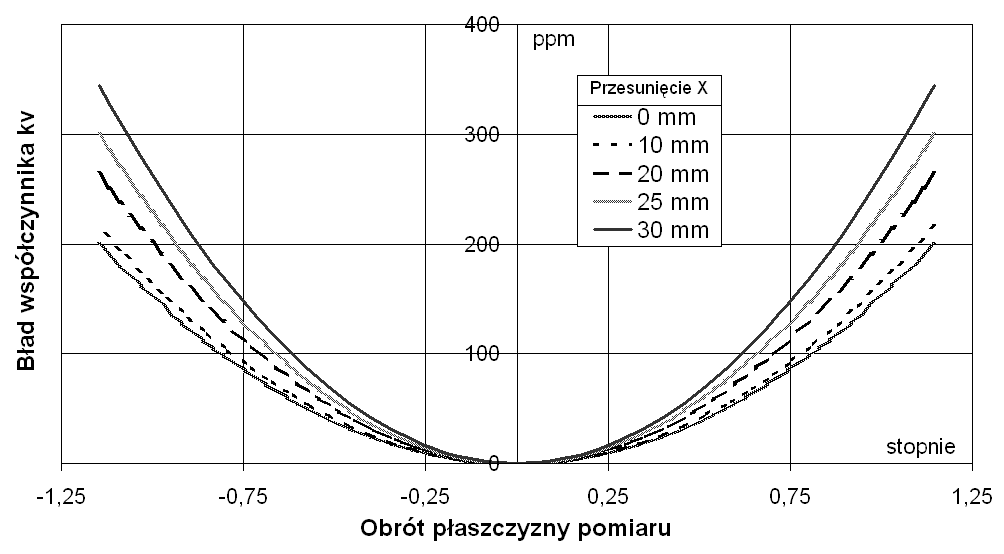 400
ppm
Przesunięcie X
0 mm
10 mm
20 mm
25 mm
30 mm
300
200
100
0
stopnie
-1,25
-0,75
-0,25
0,25
0,75
1,25
Obrót płaszczyzny pomiaru
Bład współczynnika kv